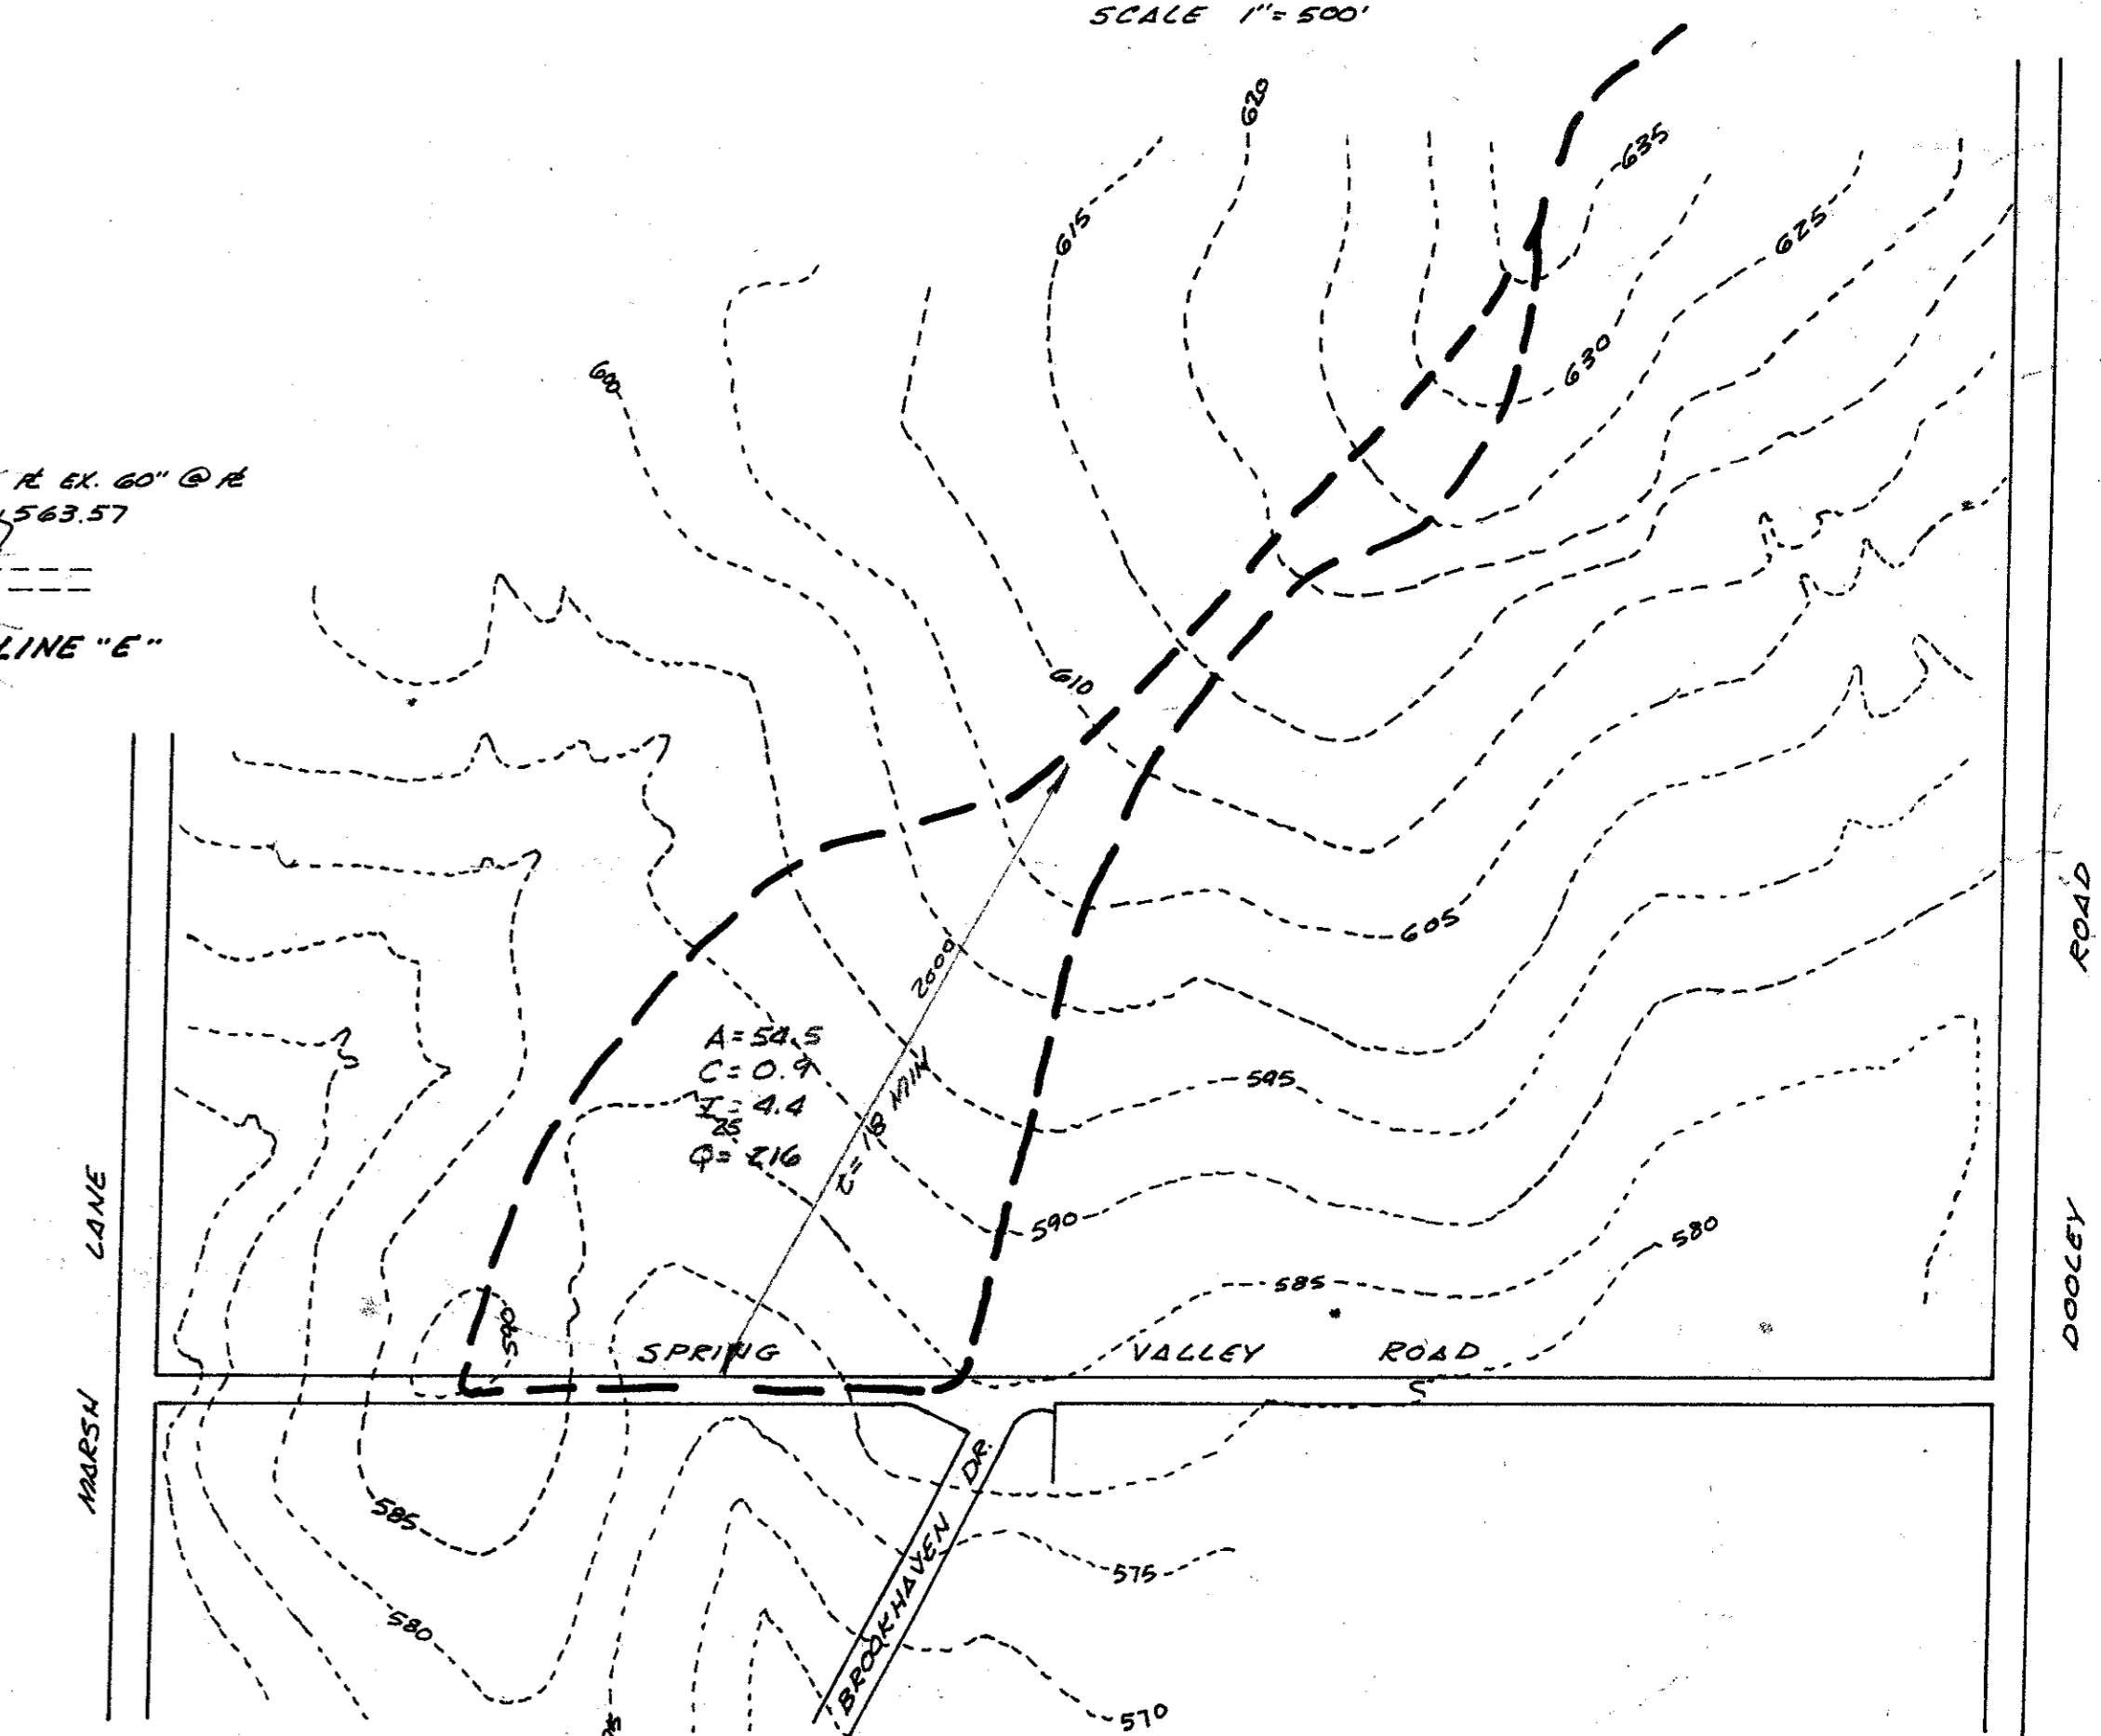 SCALE 1"= 500'
620
635
615
625
600
630
℄ EX. 60" @ ℄
563.57
LINE "E"
610
605
2000
A= 54.5
C= 0.9
I25= 4.4
Q= 216
tc= 18 MIN
595
590
580
585
590
SPRING VALLEY ROAD
MARSH LANE
DOOLEY ROAD
BROOKHAVEN DR.
585
575
580
570